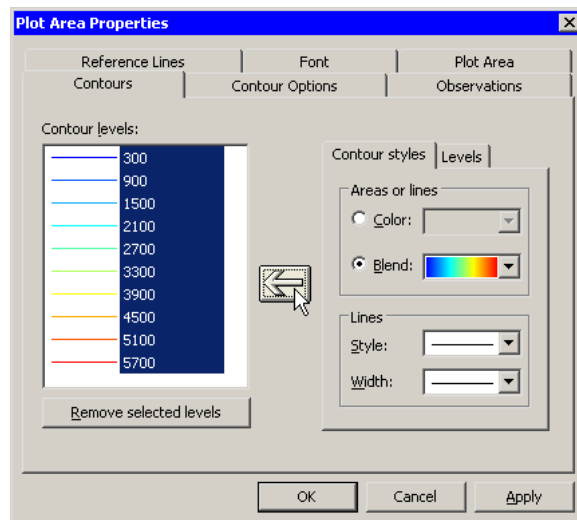 Plot Area Properties
Reference Lines
Font
Plot Area
Contours
Contour Options
Observations
Contour levels:
300
900
1500
2100
2700
3300
3900
4500
5100
5700
Remove selected levels
Contour styles
Levels
Areas or lines
Color:
Blend:
Lines
Style:
Width:
OK
Cancel
Apply